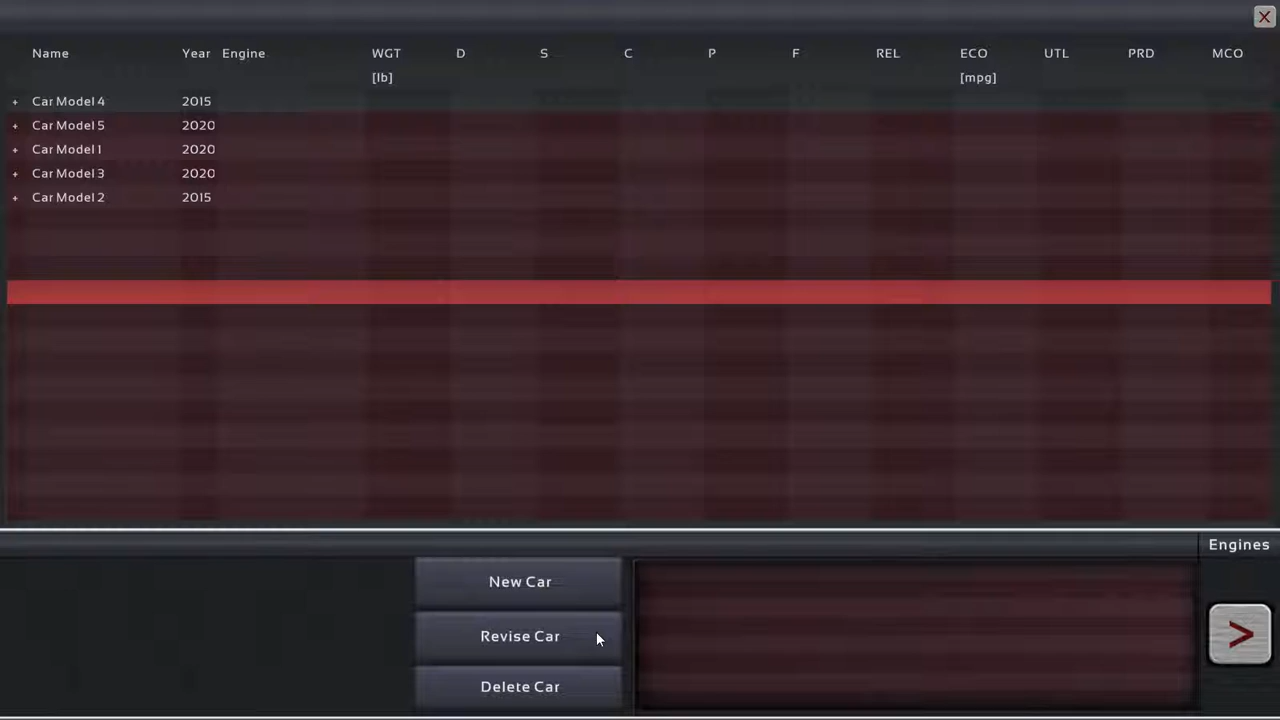 Name Year Engine WGT D S C P F REL ECO UTL PRD MCO
[lb] [mpg]
+ Car Model 4 2015
+ Car Model 5 2020
+ Car Model 1 2020
+ Car Model 3 2020
+ Car Model 2 2015
Engines
New Car
Revise Car
>
Delete Car